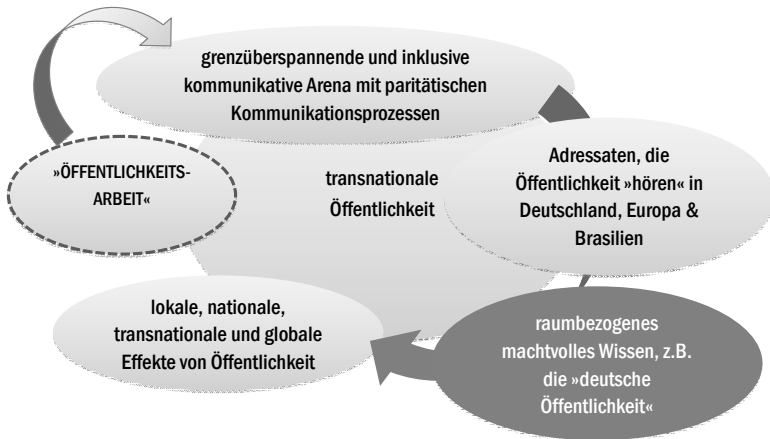 grenzüberspannende und inklusive
kommunikative Arena mit paritätischen
Kommunikationsprozessen
»ÖFFENTLICHKEITS-
ARBEIT«
transnationale
Öffentlichkeit
Adressaten, die
Öffentlichkeit »hören« in
Deutschland, Europa &
Brasilien
lokale, nationale,
transnationale und globale
Effekte von Öffentlichkeit
raumbezogenes
machtvolles Wissen, z.B.
die »deutsche
Öffentlichkeit«